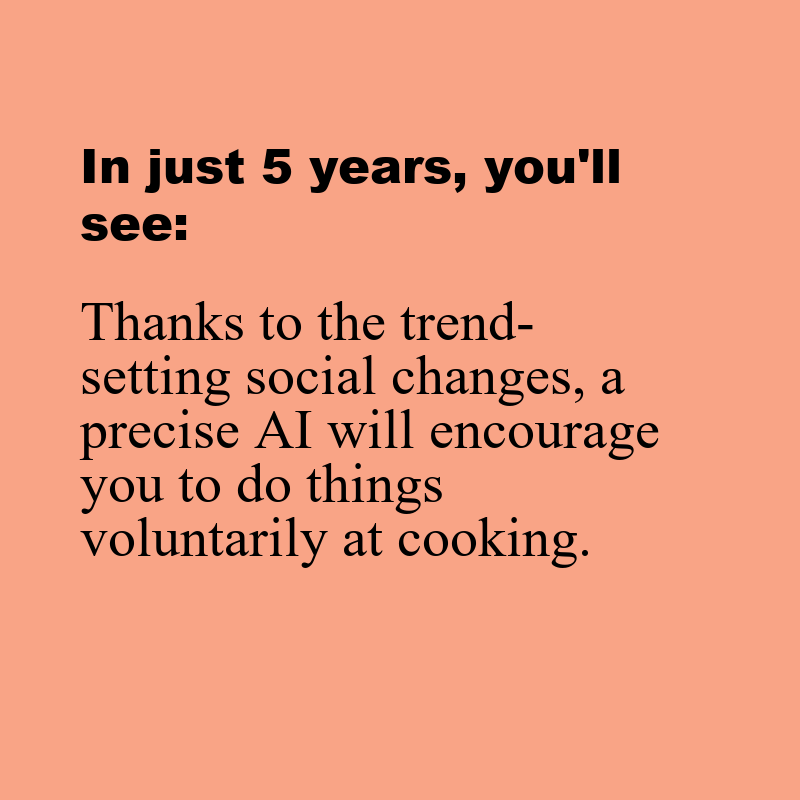 In just 5 years, you'll
see:
Thanks to the trend-
setting social changes, a
precise AI will encourage
you to do things
voluntarily at cooking.